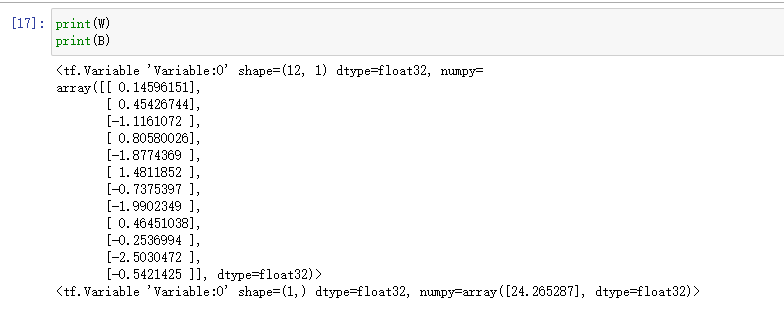 [17]: print(W)
print(B)
<tf.Variable 'Variable:0' shape=(12, 1) dtype=float32, numpy=
array([[ 0.14596151],
       [ 0.45426744],
       [-1.1161072 ],
       [ 0.80580026],
       [-1.8774369 ],
       [ 1.4811852 ],
       [-0.7375397 ],
       [-1.9902349 ],
       [ 0.46451038],
       [-0.2536994 ],
       [-2.5030472 ],
       [-0.5421425 ]], dtype=float32)>
<tf.Variable 'Variable:0' shape=(1,) dtype=float32, numpy=array([24.265287], dtype=float32)>